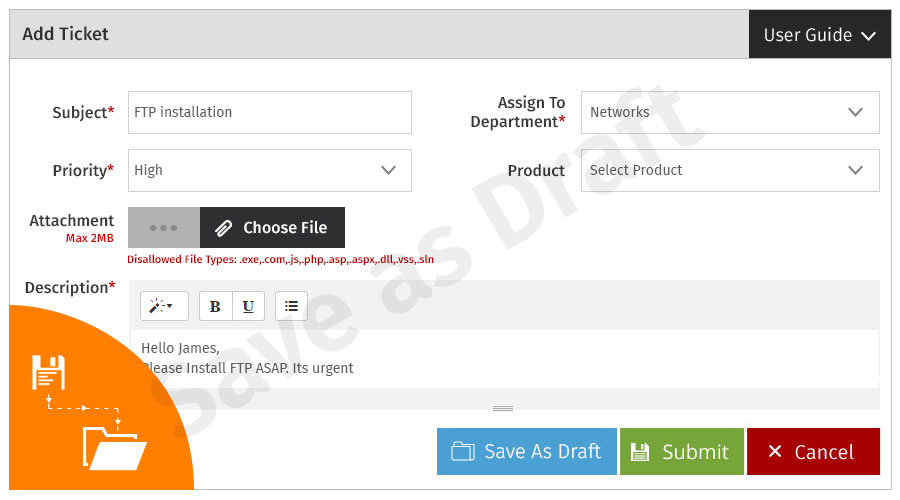 Add Ticket
User Guide
Subject*
FTP installation
Assign To
Department*
Networks
Priority*
High
Product
Select Product
Attachment
Max 2MB
Choose File
Disallowed File Types: .exe,.com,.js,.php,.asp,.aspx,.dll,.vss,.sln
Description*
B U
Hello James,
Please Install FTP ASAP. Its urgent
Save as Draft
Save As Draft
Submit
Cancel